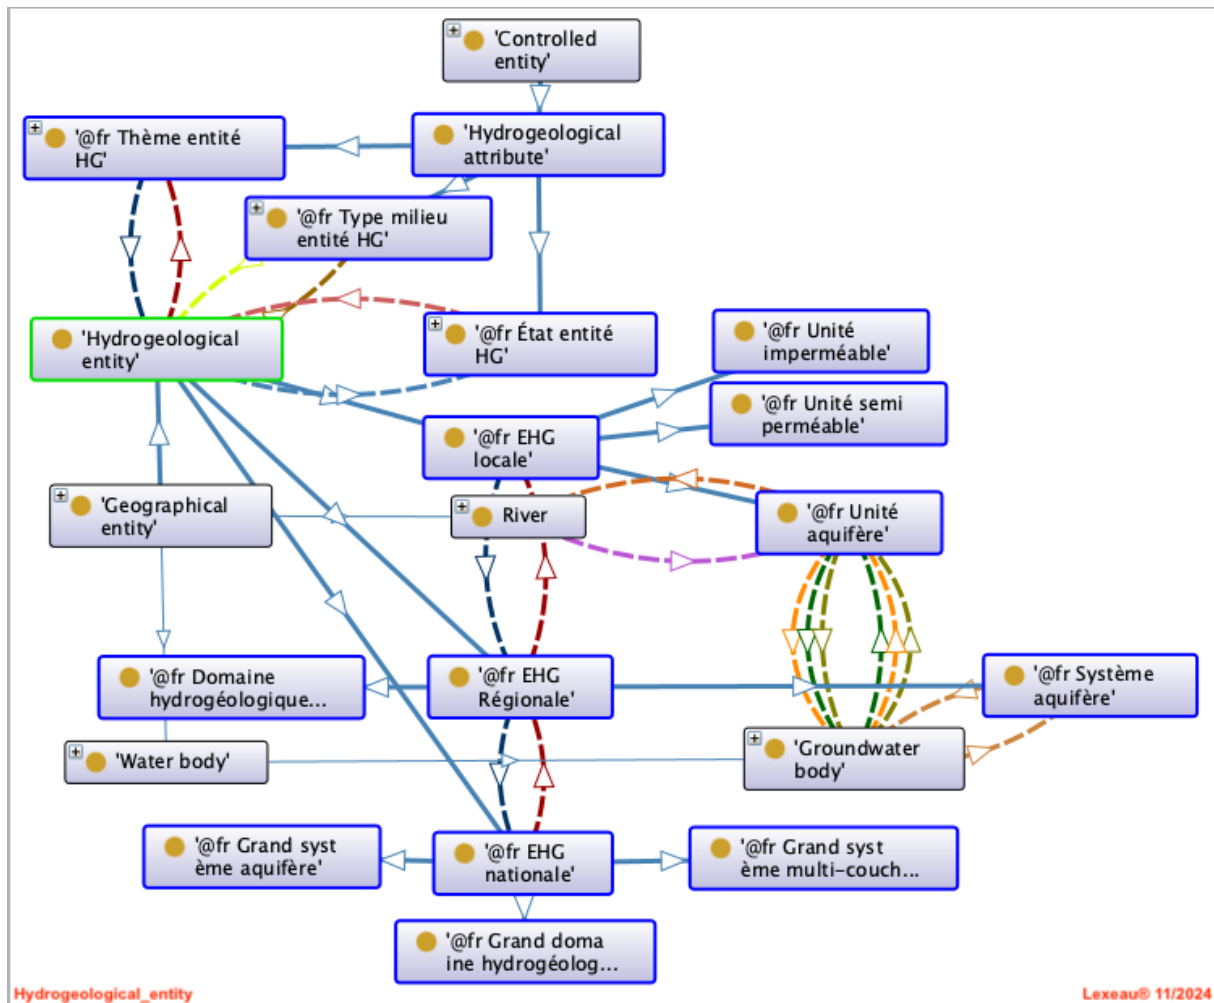 'Controlled
entity'
'@fr Thème entité
HG'
'Hydrogeological
attribute'
'@fr Type milieu
entité HG'
'Hydrogeological
entity'
'@fr État entité
HG'
'@fr Unité
imperméable'
'@fr Unité semi
perméable'
'@fr EHG
locale'
'Geographical
entity'
River
'@fr Unité
aquifère'
'@fr Domaine
hydrogéologique...
'@fr EHG
Régionale'
'@fr Système
aquifère'
'Water body'
'Groundwater
body'
'@fr Grand syst
ème aquifère'
'@fr EHG
nationale'
'@fr Grand syst
ème multi-couch...
'@fr Grand doma
ine hydrogéolog...
Hydrogeological_entity
Lexeau® 11/2024